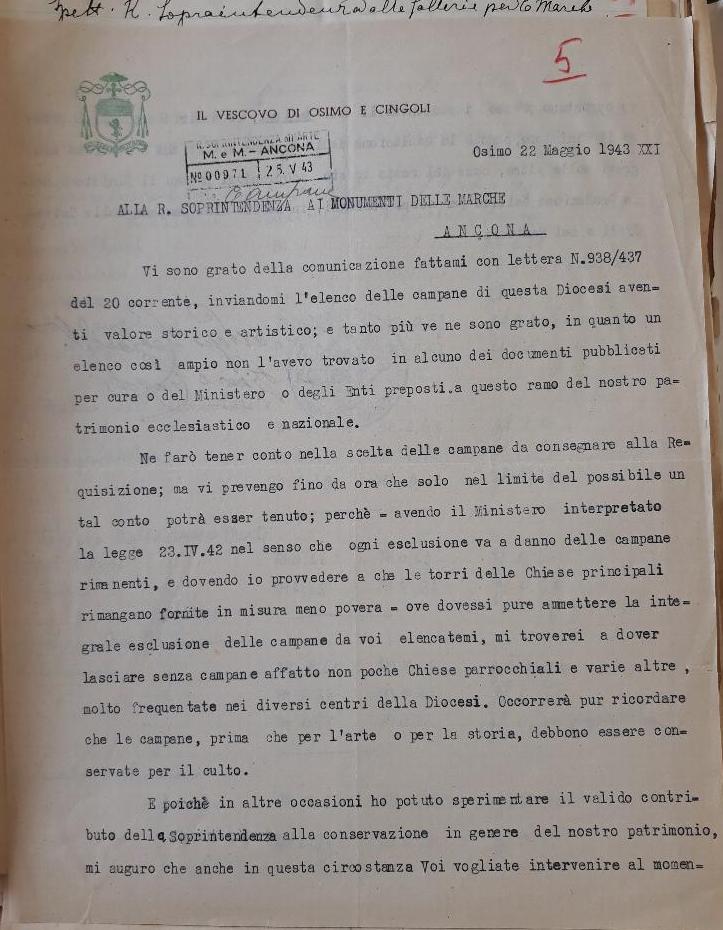 Spett. R. Sopraintendenza alle Gallerie per le Marche
5
IL VESCOVO DI OSIMO E CINGOLI
R. SOPRINTENDENZA
M. e M. - ANCONA
No 00971 25. V 43
Osimo 22 Maggio 1943 XXI
ALLA R. SOPRINTENDENZA AI MONUMENTI DELLE MARCHE
ANCONA
Vi sono grato della comunicazione fattami con lettera N.938/437
del 20 corrente, inviandomi l'elenco delle campane di questa Diocesi aven=
ti valore storico e artistico; e tanto più ve ne sono grato, in quanto un
elenco così ampio non l'avevo trovato in alcuno dei documenti pubblicati
per cura o del Ministero o degli Enti preposti.a questo ramo del nostro pa=
trimonio ecclesiastico e nazionale.
Ne farò tener conto nella scelta delle campane da consegnare alla Re=
quisizione; ma vi prevengo fino da ora che solo nel limite del possibile un
tal conto potrà esser tenuto; perchè = avendo il Ministero interpretato
la legge 23.IV.42 nel senso che ogni esclusione va a danno delle campane
rimanenti, e dovendo io provvedere a che le torri delle Chiese principali
rimangano fornite in misura meno povera = ove dovessi pure ammettere la inte=
grale esclusione delle campane da voi elencatemi, mi troverei a dover
lasciare senza campane affatto non poche Chiese parrocchiali e varie altre ,
molto frequentate nei diversi centri della Diocesi. Occorrerà pur ricordare
che le campane, prima che per l'arte o per la storia, debbono essere con=
servate per il culto.
E poichè in altre occasioni ho potuto sperimentare il valido contri=
buto della Soprintendenza alla conservazione in genere del nostro patrimonio,
mi auguro che anche in questa circostanza Voi vogliate intervenire al momen=